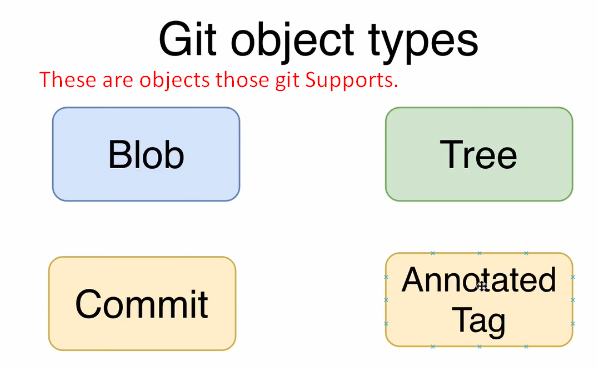 Git object types
These are objects those git Supports.
Blob
Tree
Commit
Annotated
Tag